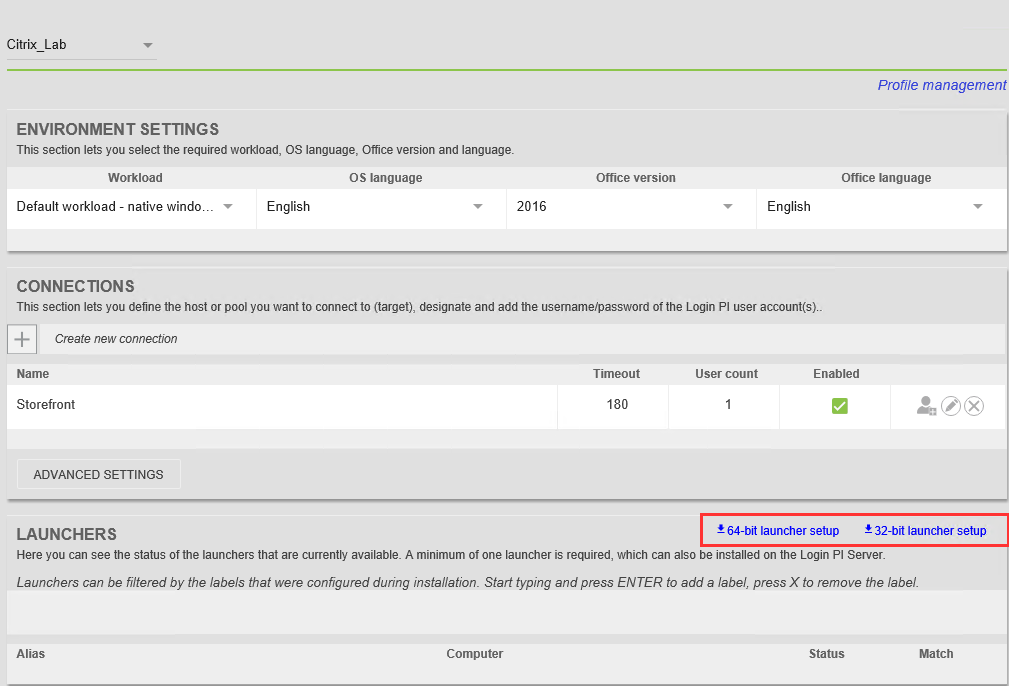 Citrix_Lab
Profile management
ENVIRONMENT SETTINGS
This section lets you select the required workload, OS language, Office version and language.
Workload OS language Office version Office language
Default workload - native windo... English 2016 English
CONNECTIONS
This section lets you define the host or pool you want to connect to (target), designate and add the username/password of the Login PI user account(s)..
Create new connection
Name Timeout User count Enabled
Storefront 180 1
ADVANCED SETTINGS
LAUNCHERS 64-bit launcher setup 32-bit launcher setup
Here you can see the status of the launchers that are currently available. A minimum of one launcher is required, which can also be installed on the Login PI Server.
Launchers can be filtered by the labels that were configured during installation. Start typing and press ENTER to add a label, press X to remove the label.
Alias Computer Status Match